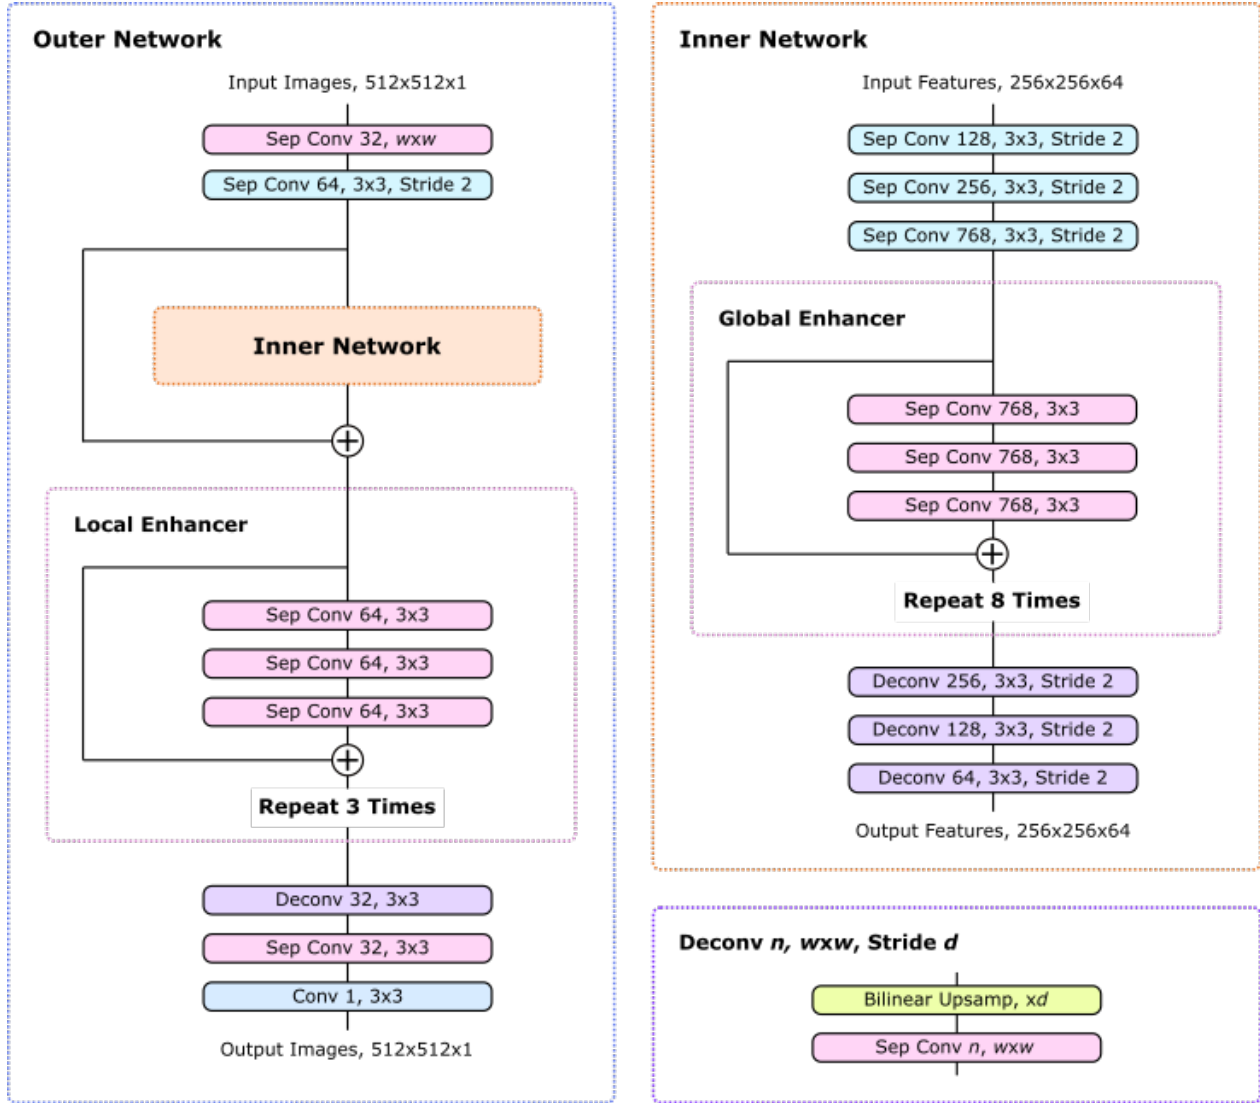 Outer Network
Input Images, 512x512x1
Sep Conv 32, wxw
Sep Conv 64, 3x3, Stride 2
Inner Network
Local Enhancer
Sep Conv 64, 3x3
Sep Conv 64, 3x3
Sep Conv 64, 3x3
Repeat 3 Times
Deconv 32, 3x3
Sep Conv 32, 3x3
Conv 1, 3x3
Output Images, 512x512x1
Inner Network
Input Features, 256x256x64
Sep Conv 128, 3x3, Stride 2
Sep Conv 256, 3x3, Stride 2
Sep Conv 768, 3x3, Stride 2
Global Enhancer
Sep Conv 768, 3x3
Sep Conv 768, 3x3
Sep Conv 768, 3x3
Repeat 8 Times
Deconv 256, 3x3, Stride 2
Deconv 128, 3x3, Stride 2
Deconv 64, 3x3, Stride 2
Output Features, 256x256x64
Deconv n, wxw, Stride d
Bilinear Upsamp, xd
Sep Conv n, wxw